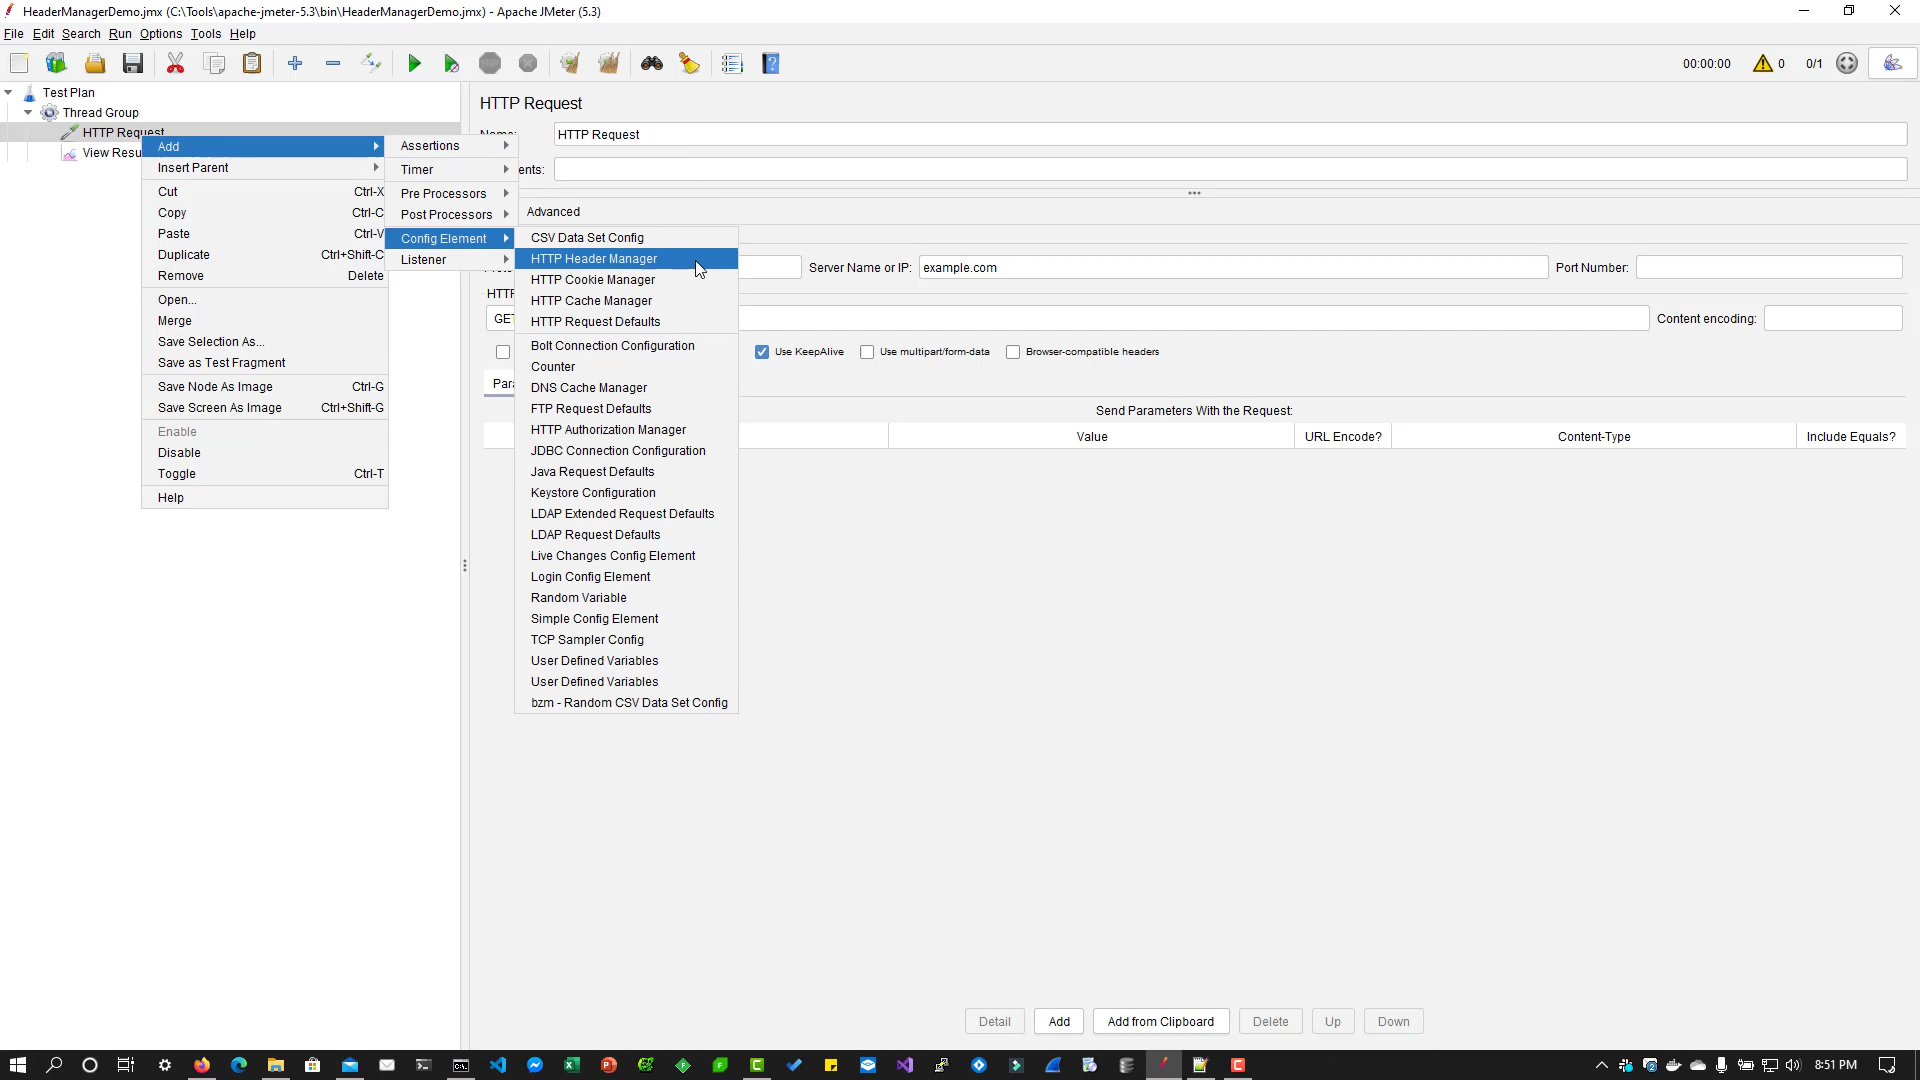 HeaderManagerDemo.jmx (C:\Tools\apache-jmeter-5.3\bin\HeaderManagerDemo.jmx) - Apache JMeter (5.3)
File Edit Search Run Options Tools Help
00:00:00 0 0/1
Test Plan
Thread Group
HTTP Request
View Resu
Add
Insert Parent
Cut Ctrl-X
Copy Ctrl-C
Paste Ctrl-V
Duplicate Ctrl+Shift-C
Remove Delete
Open...
Merge
Save Selection As...
Save as Test Fragment
Save Node As Image Ctrl-G
Save Screen As Image Ctrl+Shift-G
Enable
Disable
Toggle Ctrl-T
Help
Assertions
Timer
Pre Processors
Post Processors
Config Element
Listener
CSV Data Set Config
HTTP Header Manager
HTTP Cookie Manager
HTTP Cache Manager
HTTP Request Defaults
Bolt Connection Configuration
Counter
DNS Cache Manager
FTP Request Defaults
HTTP Authorization Manager
JDBC Connection Configuration
Java Request Defaults
Keystore Configuration
LDAP Extended Request Defaults
LDAP Request Defaults
Live Changes Config Element
Login Config Element
Random Variable
Simple Config Element
TCP Sampler Config
User Defined Variables
User Defined Variables
bzm - Random CSV Data Set Config
HTTP Request
Name: HTTP Request
ents:
Advanced
Server Name or IP: example.com Port Number:
HTTP
GET Content encoding:
Use KeepAlive Use multipart/form-data Browser-compatible headers
Para
Send Parameters With the Request:
Value URL Encode? Content-Type Include Equals?
Detail Add Add from Clipboard Delete Up Down
8:51 PM